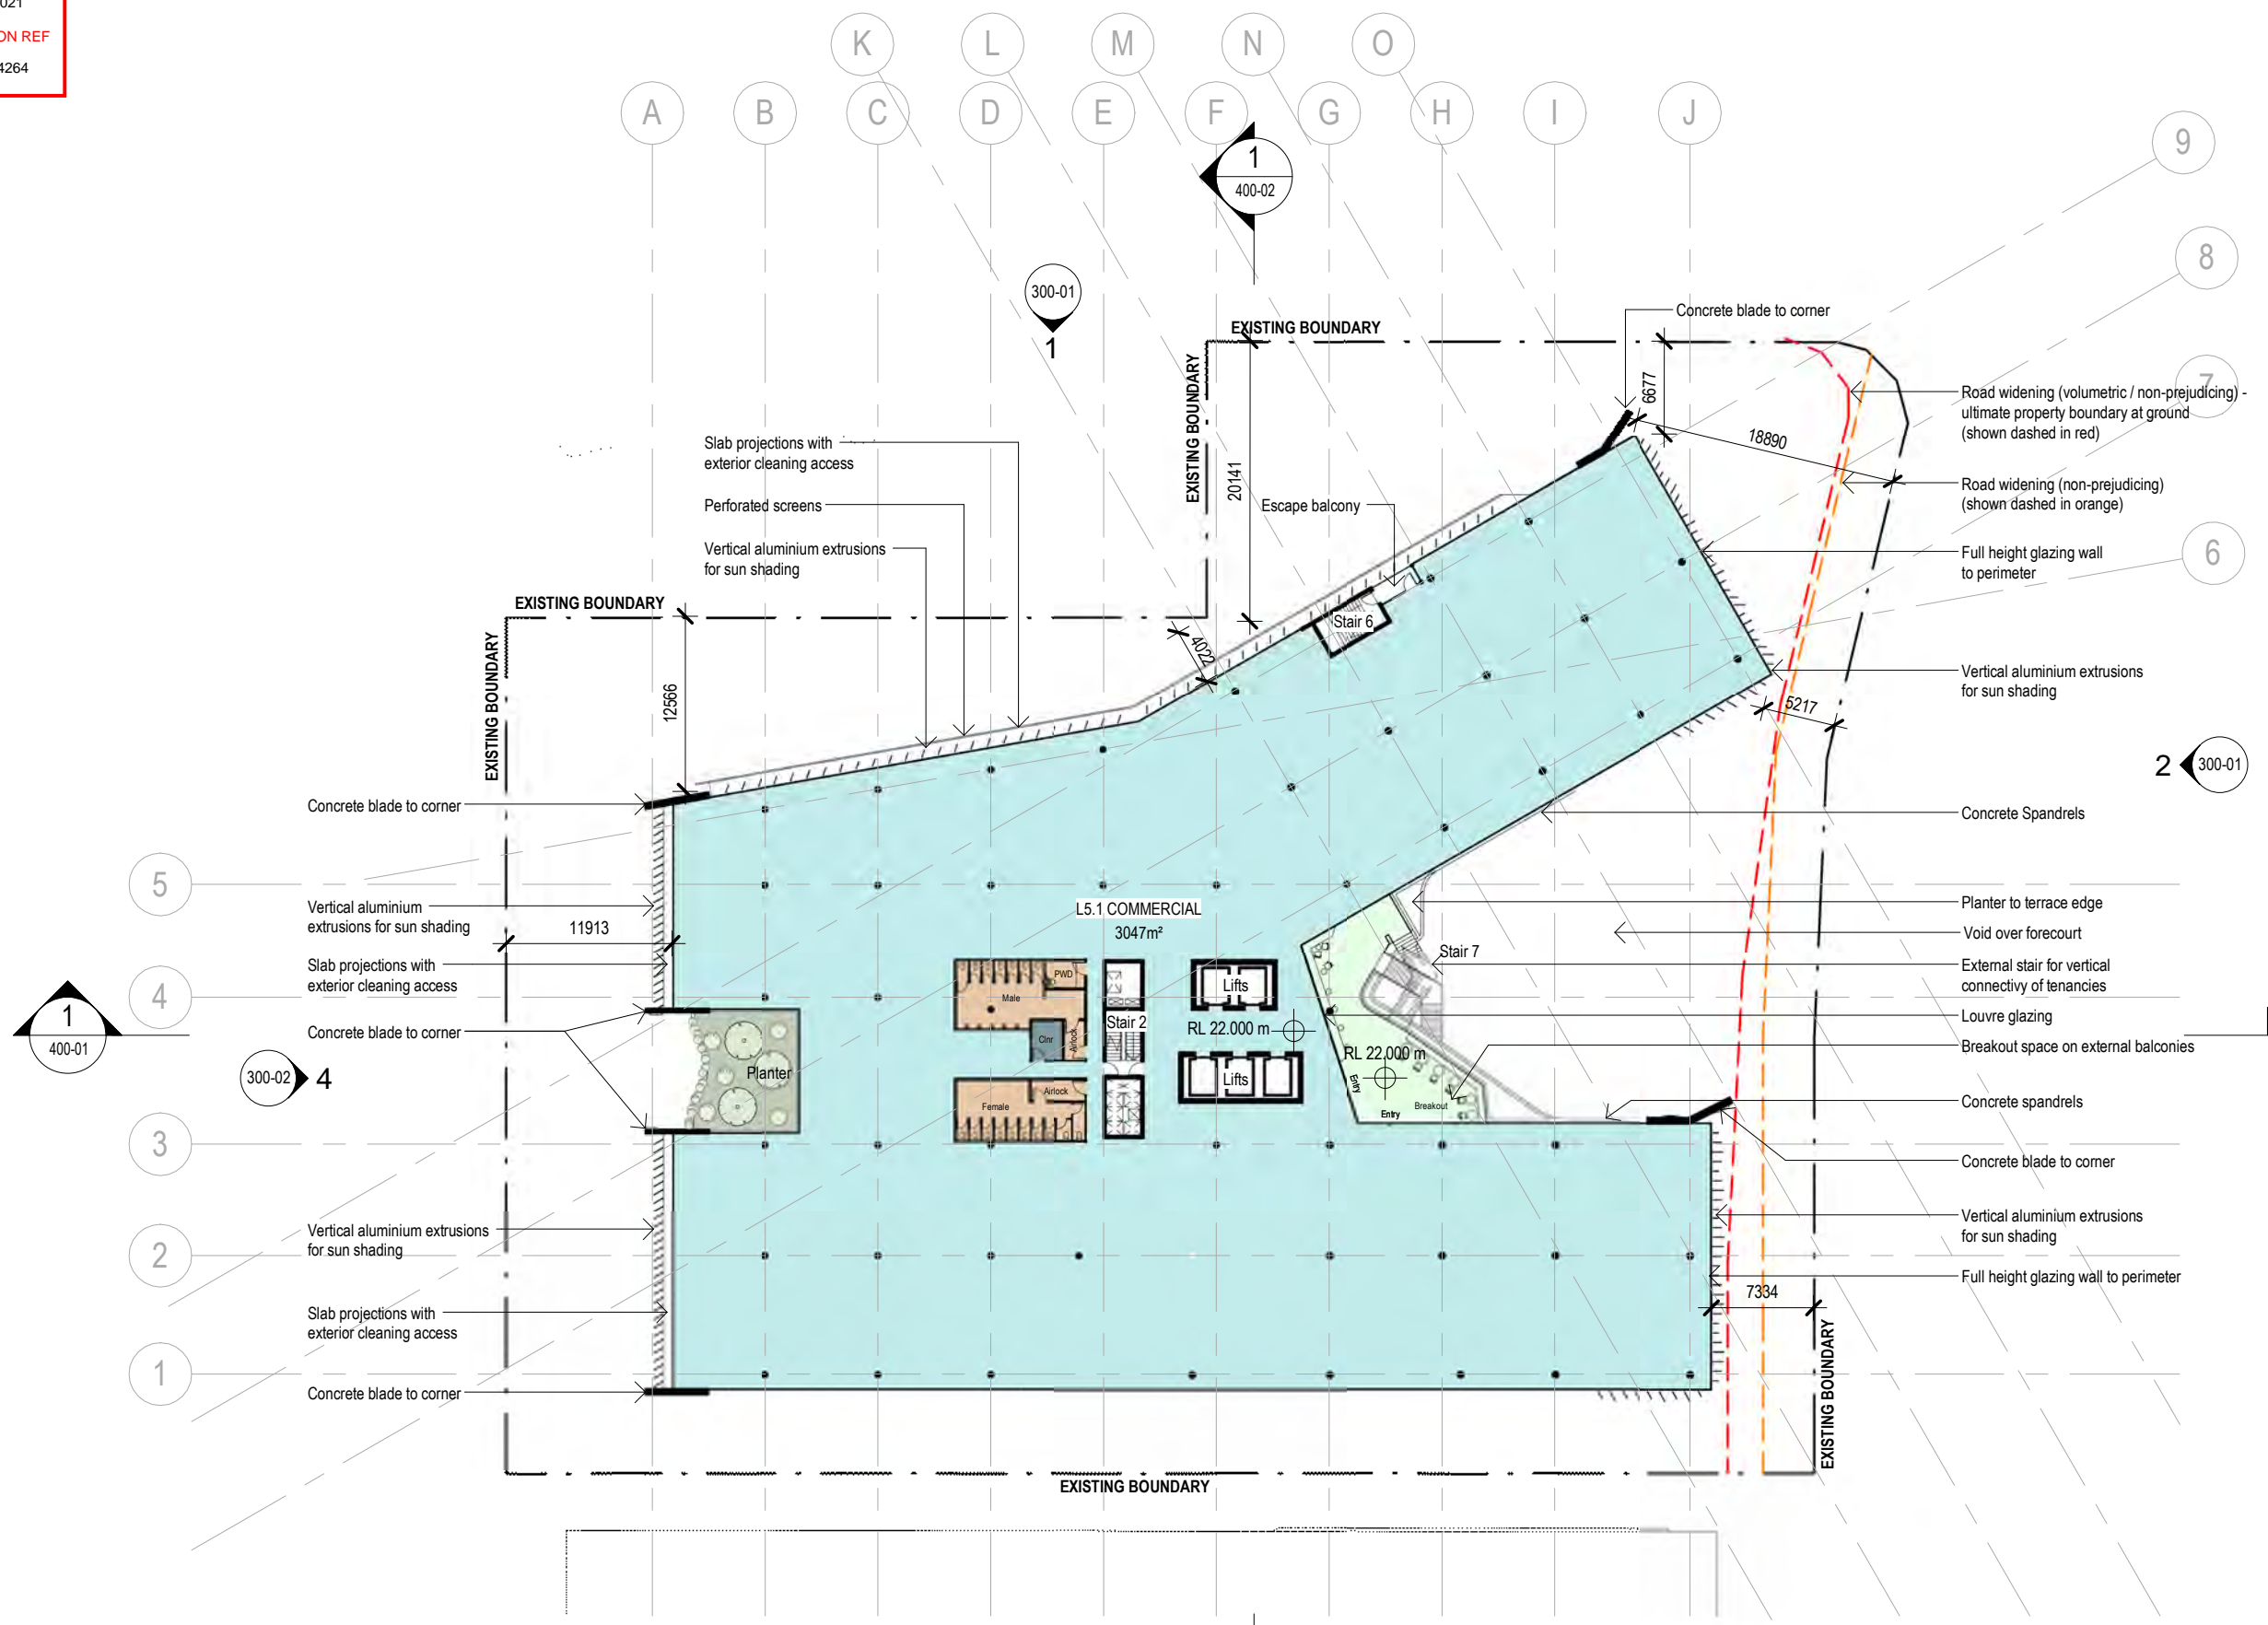 021
ON REF
4264
K
L
M
N
O
A
B
C
D
E
F
G
H
I
J
9
8
7
6
5
4
3
2
1
1
400-02
300-01
1
EXISTING BOUNDARY
EXISTING BOUNDARY
Concrete blade to corner
6677
18890
20141
Road widening (volumetric / non-prejudicing) -
ultimate property boundary at ground
(shown dashed in red)
Slab projections with
exterior cleaning access
Perforated screens
Vertical aluminium extrusions
for sun shading
Escape balcony
Road widening (non-prejudicing)
(shown dashed in orange)
Full height glazing wall
to perimeter
EXISTING BOUNDARY
EXISTING BOUNDARY
12566
4022
Stair 6
Vertical aluminium extrusions
for sun shading
5217
2
300-01
Concrete blade to corner
Concrete Spandrels
Vertical aluminium
extrusions for sun shading
11913
L5.1 COMMERCIAL
3047m²
Planter to terrace edge
Void over forecourt
Stair 7
Slab projections with
exterior cleaning access
External stair for vertical
connectivy of tenancies
PWD
Male
Lifts
Louvre glazing
Stair 2
RL 22.000 m
Clnr
Airlock
1
400-01
Concrete blade to corner
Breakout space on external balconies
RL 22.000 m
300-02
4
Planter
Lifts
Airlock
Female
Entry
Entry
Breakout
Concrete spandrels
Concrete blade to corner
Vertical aluminium extrusions
for sun shading
Vertical aluminium extrusions
for sun shading
Full height glazing wall to perimeter
7334
Slab projections with
exterior cleaning access
Concrete blade to corner
EXISTING BOUNDARY
EXISTING BOUNDARY